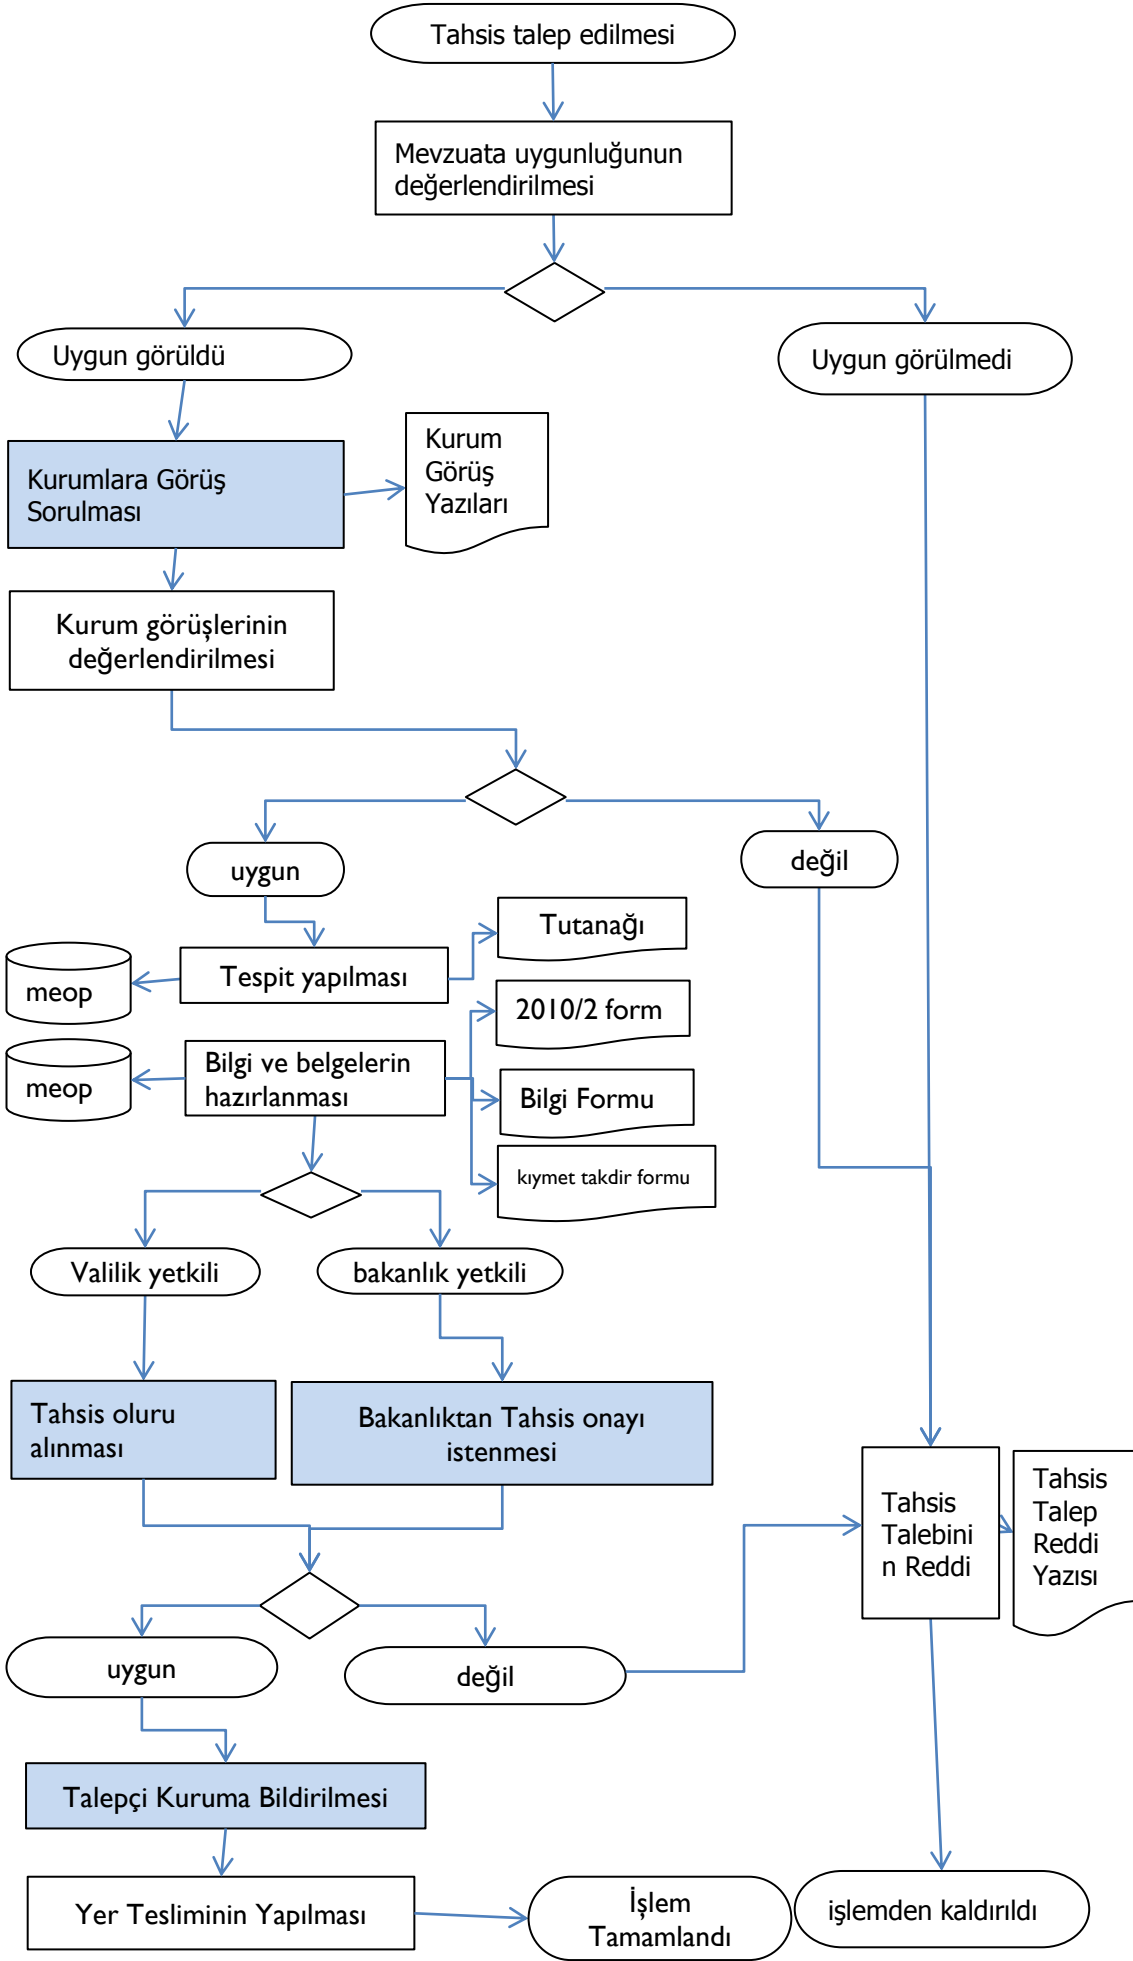 Tahsis talep edilmesi
Mevzuata uygunluğunun
değerlendirilmesi
Uygun görüldü
Uygun görülmedi
Kurumlara Görüş
Sorulması
Kurum
Görüş
Yazıları
Kurum görüşlerinin
değerlendirilmesi
uygun
değil
Tutanağı
Tespit yapılması
meop
2010/2 form
Bilgi ve belgelerin
hazırlanması
meop
Bilgi Formu
kıymet takdir formu
Valilik yetkili
bakanlık yetkili
Tahsis oluru
alınması
Bakanlıktan Tahsis onayı
istenmesi
Tahsis
Talebini
n Reddi
Tahsis
Talep
Reddi
Yazısı
uygun
değil
Talepçi Kuruma Bildirilmesi
Yer Tesliminin Yapılması
İşlem
Tamamlandı
işlemden kaldırıldı